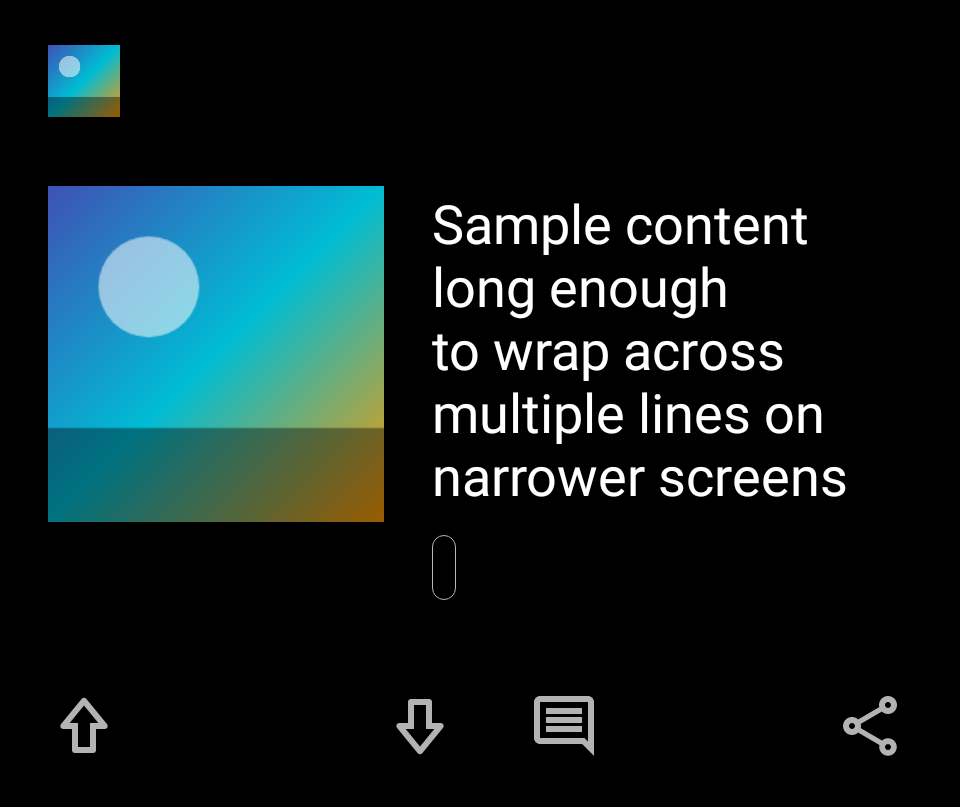 Sample content
long enough
to wrap across
multiple lines on
narrower screens